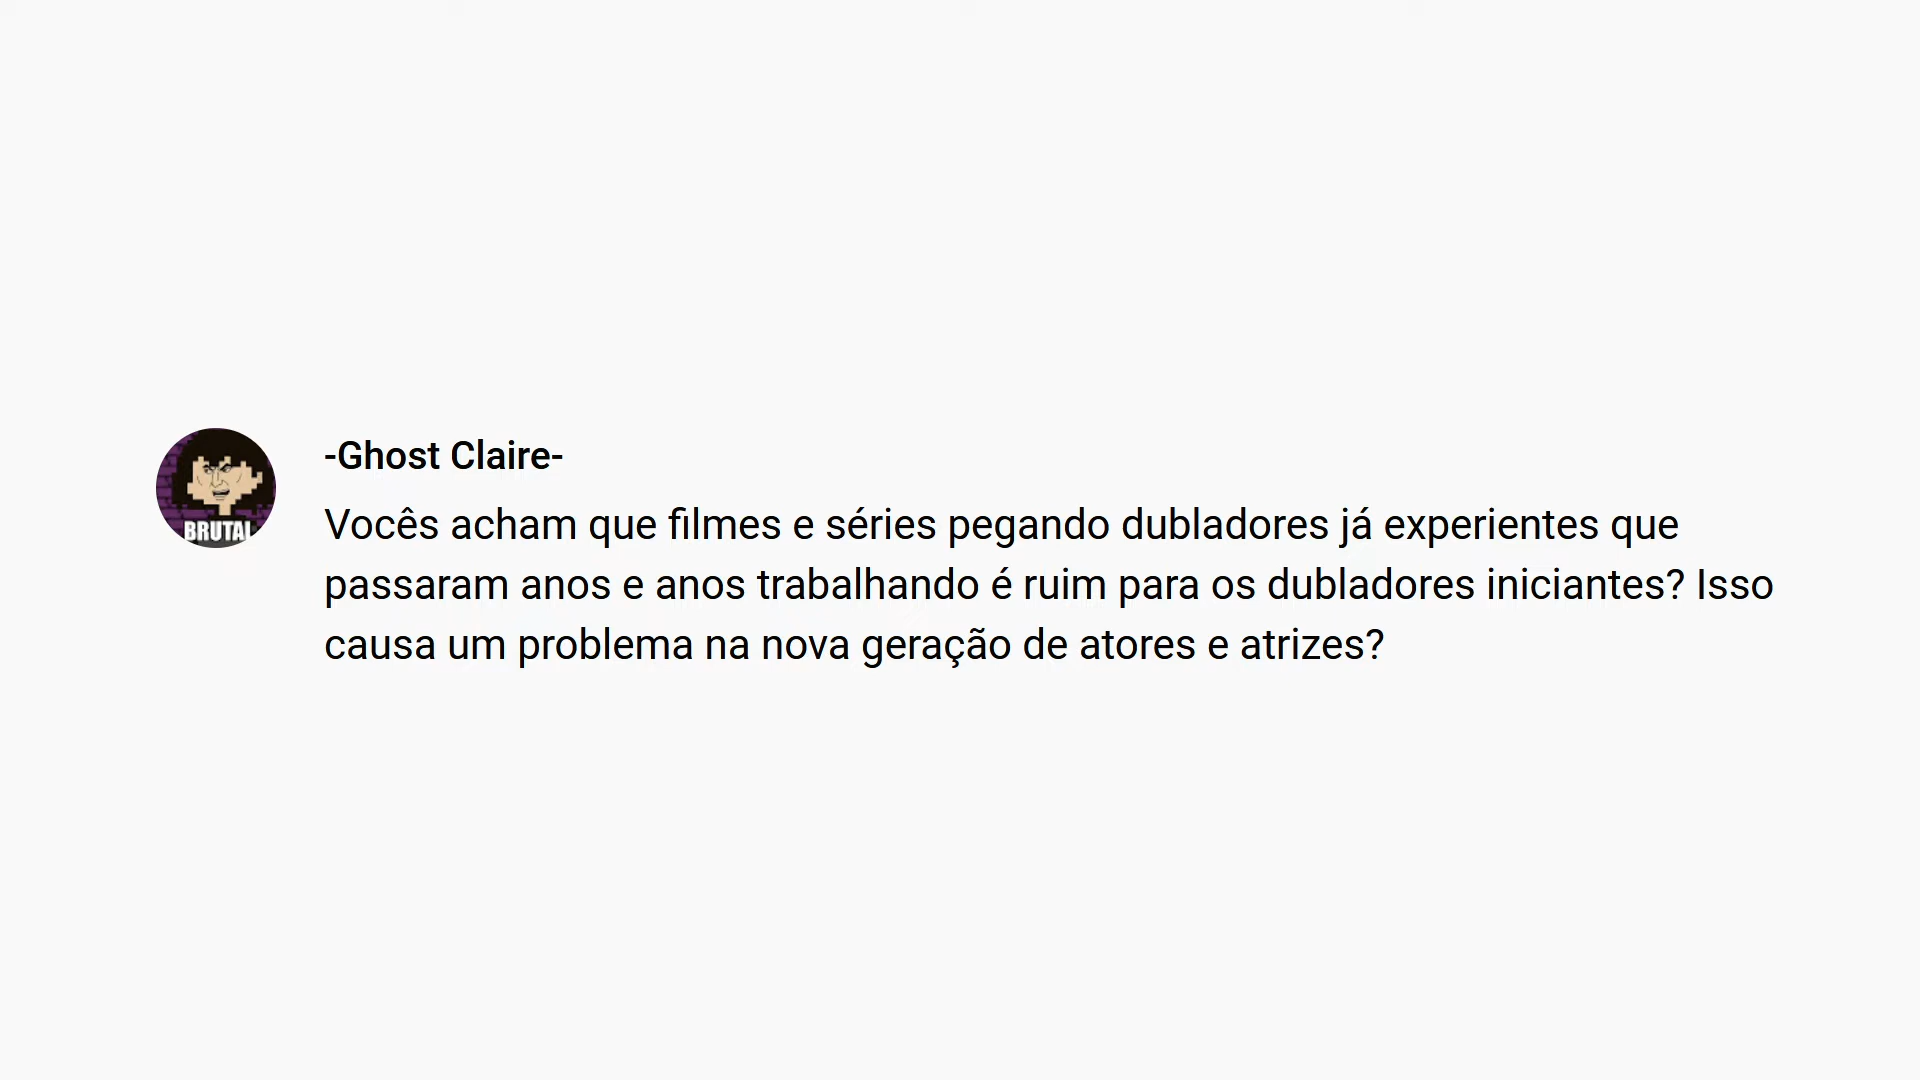 -Ghost Claire-
Vocês acham que filmes e séries pegando dubladores já experientes que
passaram anos e anos trabalhando é ruim para os dubladores iniciantes? Isso
causa um problema na nova geração de atores e atrizes?
BRUTAL